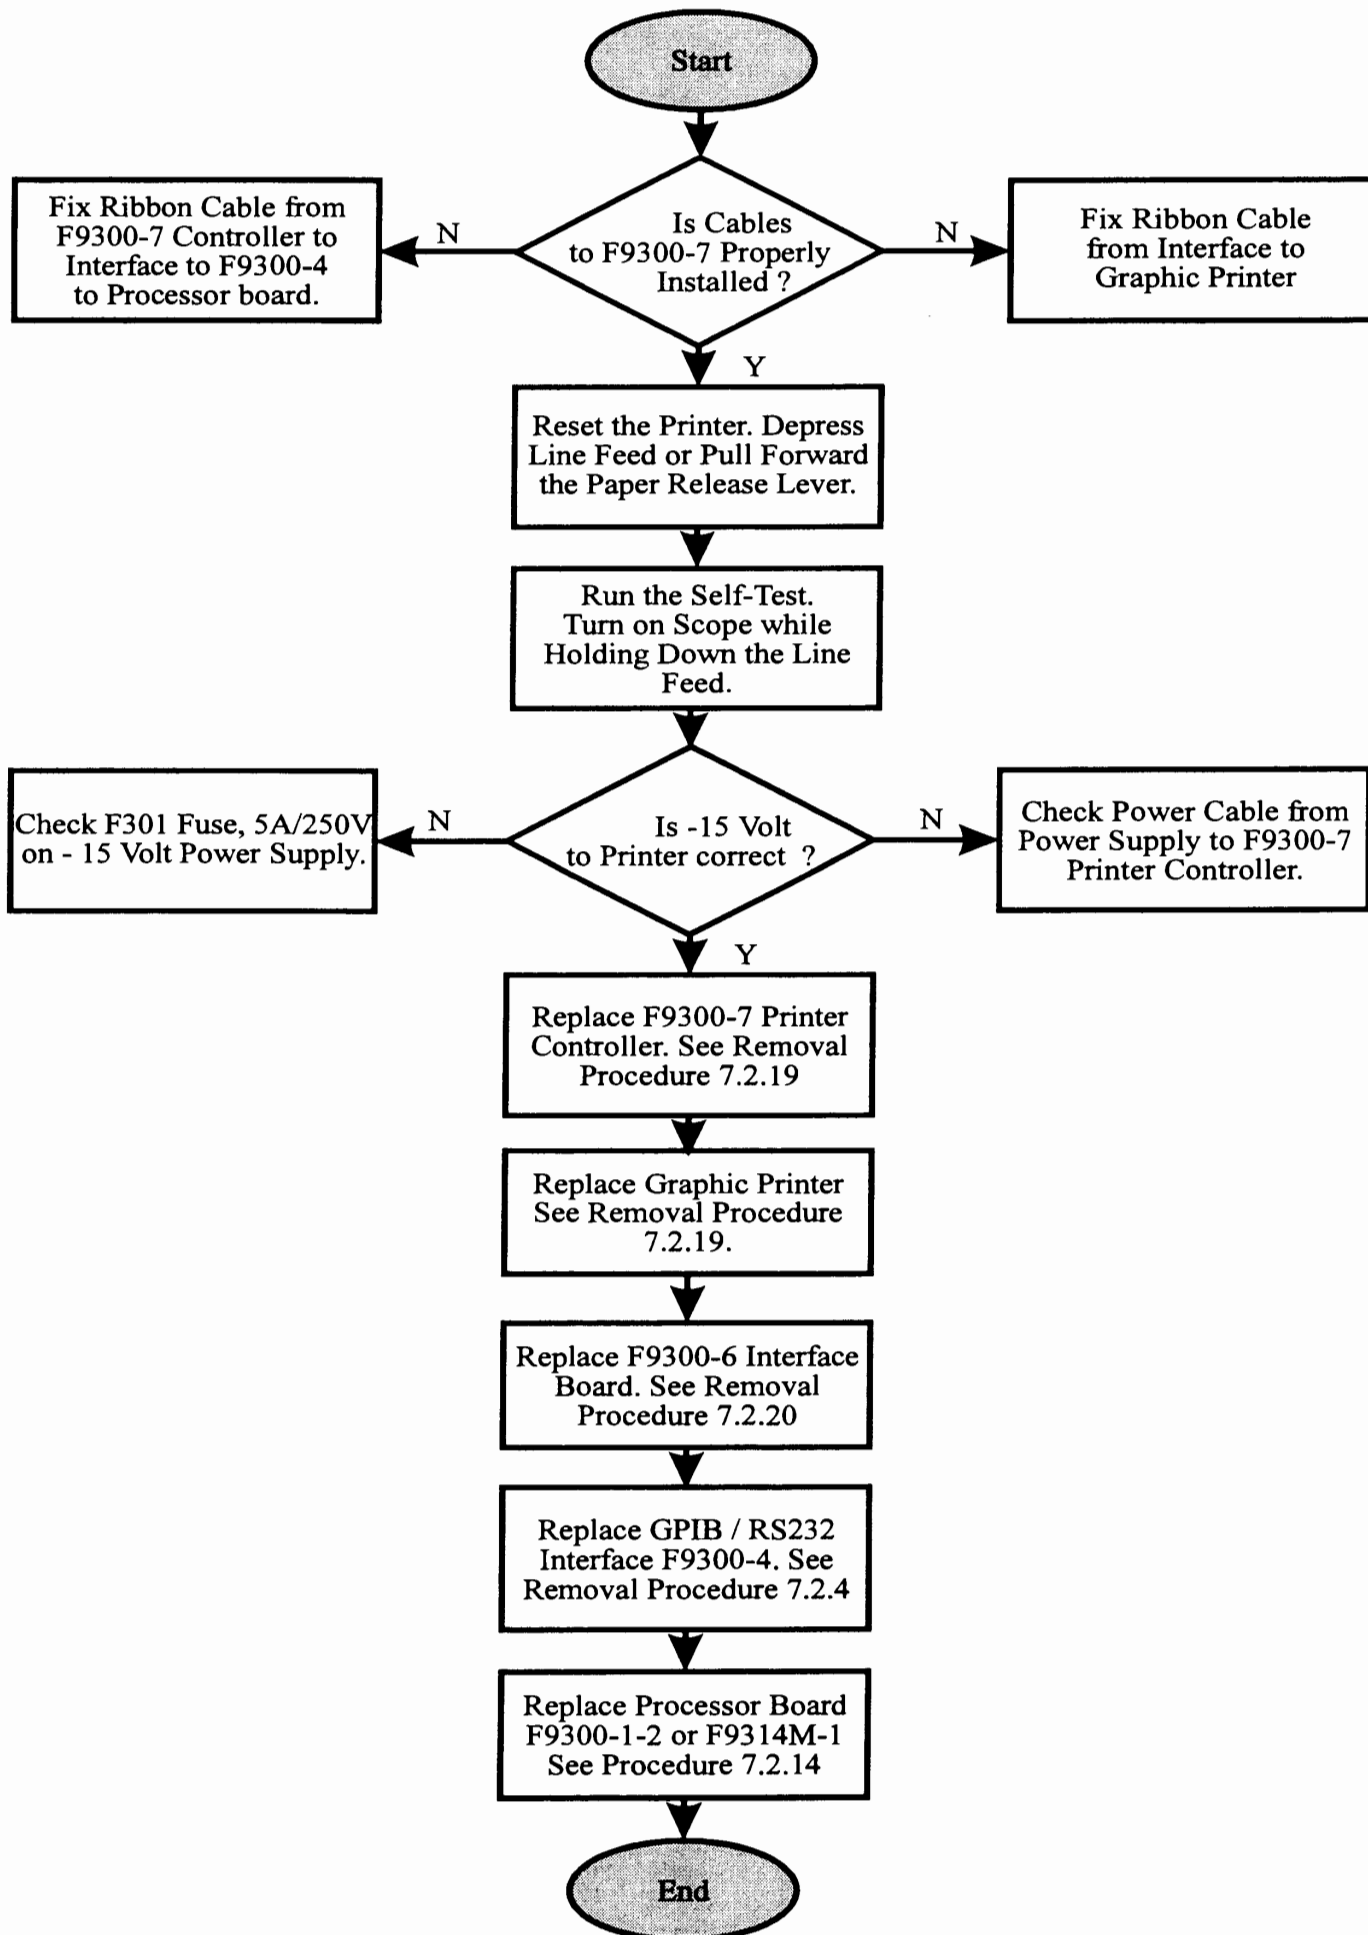 Start
Fix Ribbon Cable from
F9300-7 Controller to
Interface to F9300-4
to Processor board.
N
Is Cables
to F9300-7 Properly
Installed ?
N
Fix Ribbon Cable
from Interface to
Graphic Printer
Y
Reset the Printer. Depress
Line Feed or Pull Forward
the Paper Release Lever.
Run the Self-Test.
Turn on Scope while
Holding Down the Line
Feed.
Check F301 Fuse, 5A/250V
on - 15 Volt Power Supply.
N
Is -15 Volt
to Printer correct ?
N
Check Power Cable from
Power Supply to F9300-7
Printer Controller.
Y
Replace F9300-7 Printer
Controller. See Removal
Procedure 7.2.19
Replace Graphic Printer
See Removal Procedure
7.2.19.
Replace F9300-6 Interface
Board. See Removal
Procedure 7.2.20
Replace GPIB / RS232
Interface F9300-4. See
Removal Procedure 7.2.4
Replace Processor Board
F9300-1-2 or F9314M-1
See Procedure 7.2.14
End